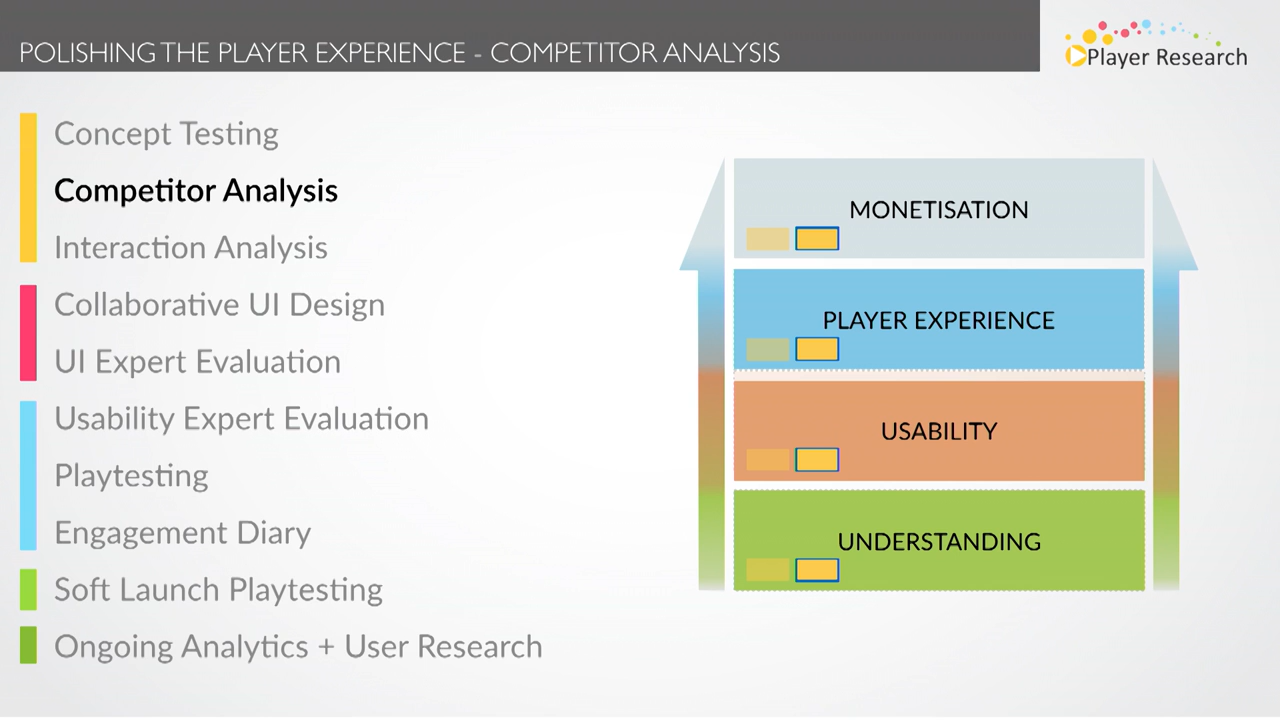 POLISHING THE PLAYER EXPERIENCE - COMPETITOR ANALYSIS
Player Research
Concept Testing
Competitor Analysis
Interaction Analysis
Collaborative UI Design
UI Expert Evaluation
Usability Expert Evaluation
Playtesting
Engagement Diary
Soft Launch Playtesting
Ongoing Analytics + User Research
MONETISATION
PLAYER EXPERIENCE
USABILITY
UNDERSTANDING